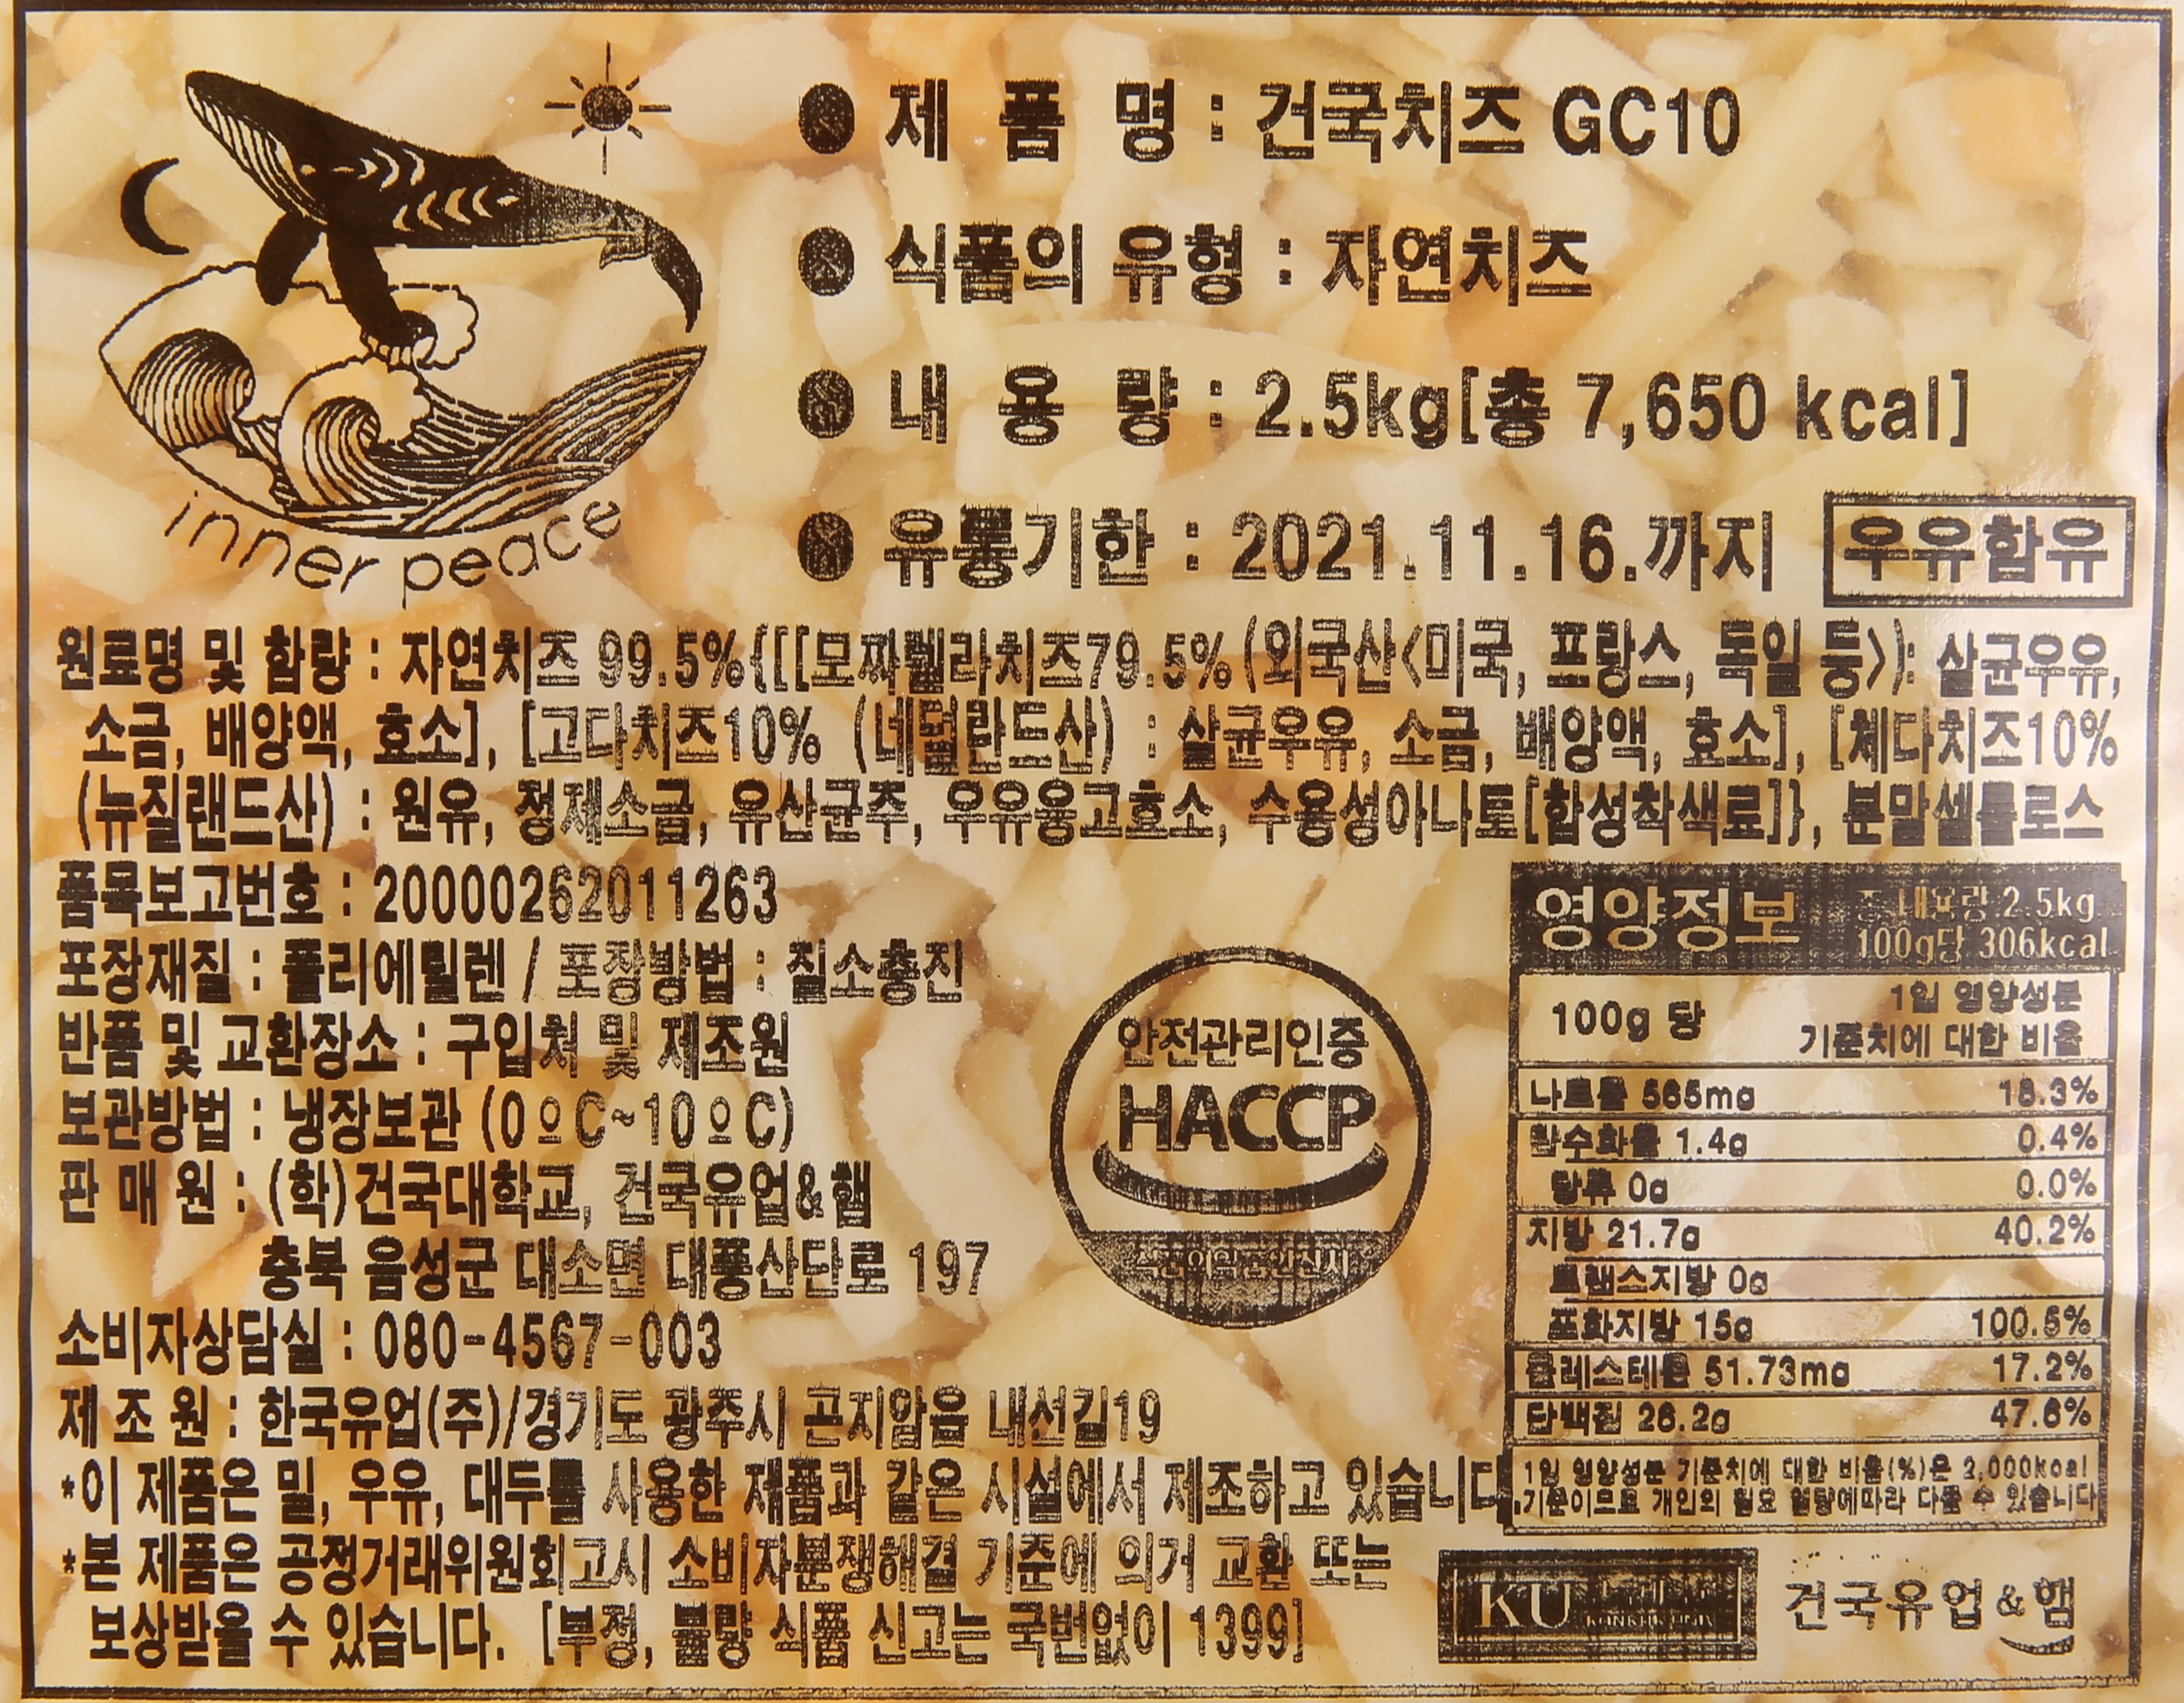 ● 제 품 명 : 건국치즈 GC10
● 식품의 유형 : 자연치즈
● 내 용 량 : 2.5kg[총 7,650 kcal]
● 유통기한 : 2021.11.16.까지
우유함유
inner peace
원료명 및 함량 : 자연치즈 99.5%{[[[모짜렐라치즈79.5% (외국산<미국, 프랑스, 독일 등>): 살균우유,
소금, 배양액, 효소], [고다치즈10% (네덜란드산) : 살균우유, 소금, 배양액, 효소], [체다치즈10%
(뉴질랜드산) : 원유, 정제소금, 유산균주, 우유응고효소, 수용성아나토[합성착색료]}, 분말셀룰로스
품목보고번호 : 20000262011263
포장재질 : 폴리에틸렌 / 포장방법 : 질소충진
반품 및 교환장소 : 구입처 및 제조원
보관방법 : 냉장보관 (0ºC~10ºC)
판 매 원 : (학)건국대학교, 건국유업&햄
충북 음성군 대소면 대풍산단로 197
소비자상담실 : 080-4567-003
제 조 원 : 한국유업(주)/경기도 광주시 곤지암읍 내선길19
*이 제품은 밀, 우유, 대두를 사용한 제품과 같은 시설에서 제조하고 있습니다.
*본 제품은 공정거래위원회고시 소비자분쟁해결 기준에 의거 교환 또는
보상받을 수 있습니다. [부정, 불량 식품 신고는 국번없이 1399]
안전관리인증
HACCP
식품의약품안전처
영양정보
총 내용량 2.5kg
100g당 306kcal
100g 당
1일 영양성분
기준치에 대한 비율
나트륨 565mg 18.3%
탄수화물 1.4g 0.4%
당류 0g 0.0%
지방 21.7g 40.2%
트랜스지방 0g
포화지방 15g 100.5%
콜레스테롤 51.73mg 17.2%
단백질 26.2g 47.6%
1일 영양성분 기준치에 대한 비율(%)은 2,000kcal
기준이므로 개인의 필요 열량에따라 다를 수 있습니다
KU
건국유업&햄